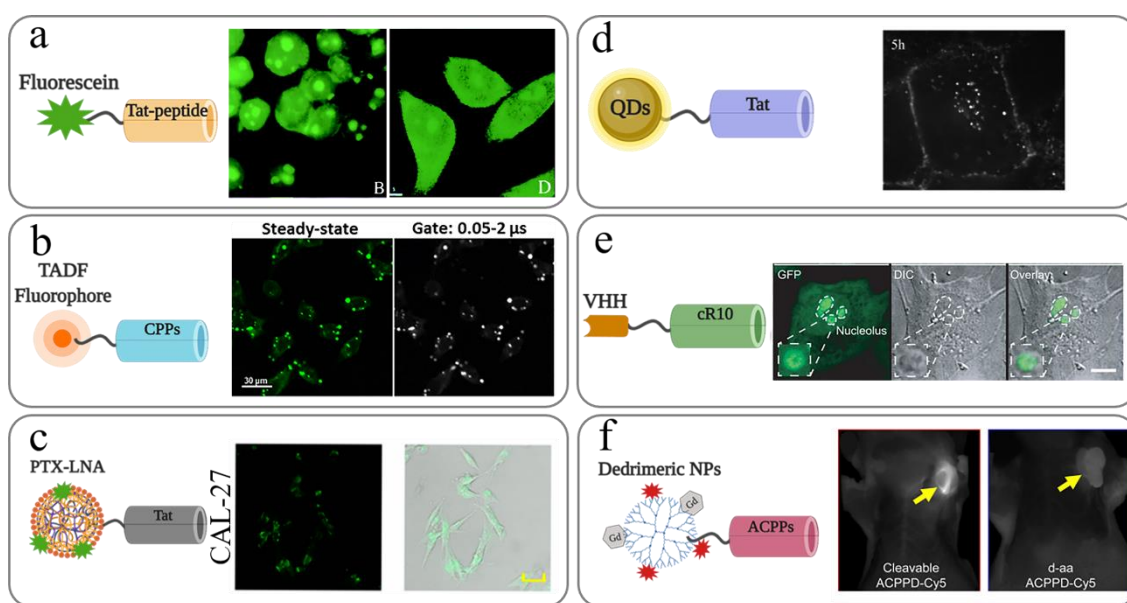 a
Fluorescein
Tat-peptide
B
D
b
TADF
Fluorophore
CPPs
Steady-state
Gate: 0.05-2 µs
30 µm
c
PTX-LNA
Tat
CAL-27
d
QDs
Tat
5h
e
VHH
cR10
GFP
DIC
Overlay
Nucleolus
f
Dedrimeric NPs
Gd
Gd
ACPPs
Cleavable
ACPPD-Cy5
d-aa
ACPPD-Cy5